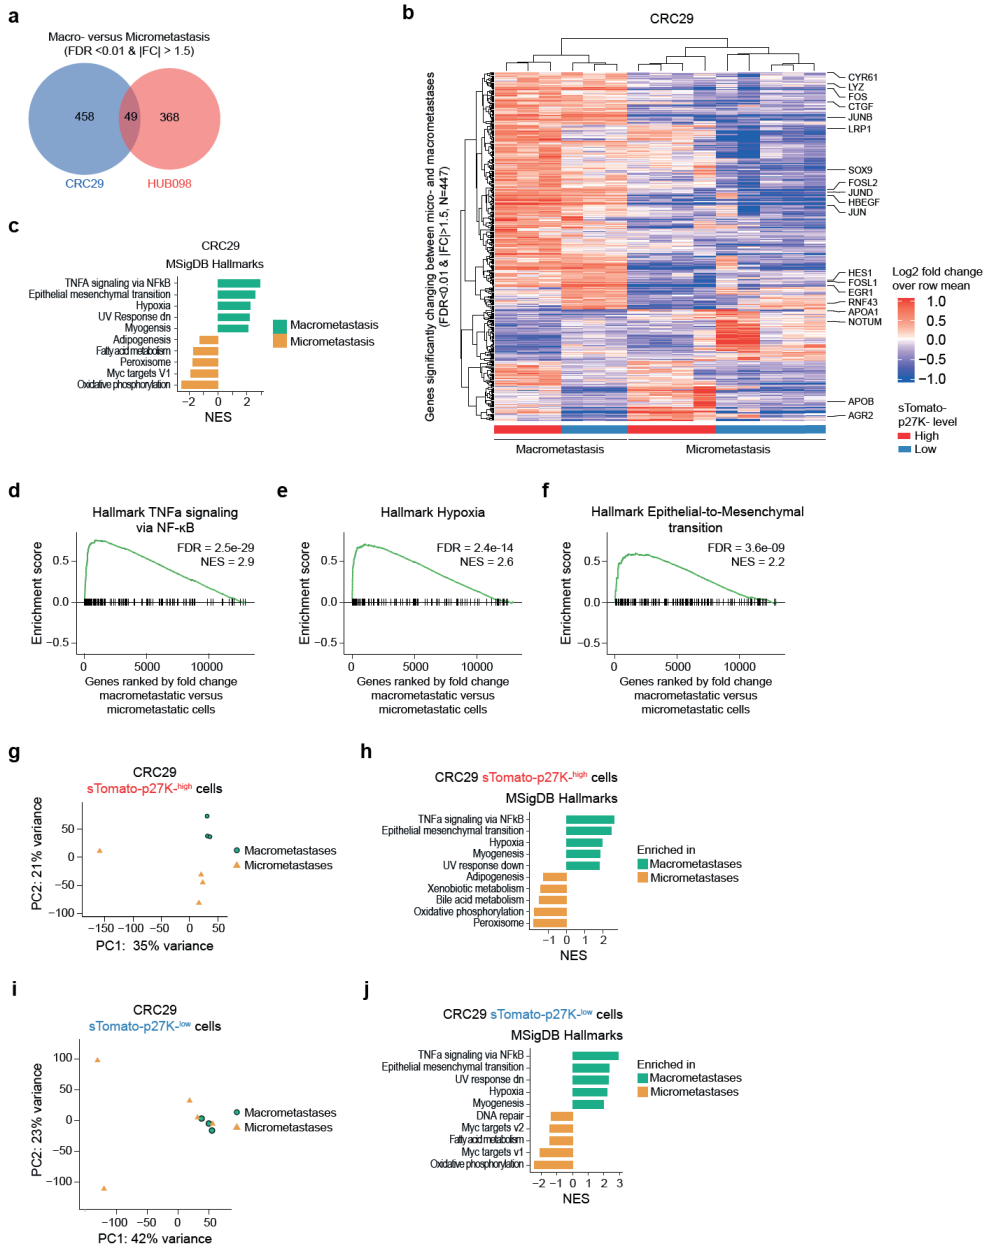 a
Macro- versus Micrometastasis
(FDR <0.01 & |FC| > 1.5)
458
49
368
CRC29
HUB098
b
CRC29
Genes significantly changing between micro- and macrometastases
(FDR<0.01 & |FC|>1.5, N=447)
CYR61
LYZ
FOS
CTGF
JUNB
LRP1
SOX9
FOSL2
JUND
HBEGF
JUN
HES1
FOSL1
EGR1
RNF43
APOA1
NOTUM
APOB
AGR2
Macrometastasis
Micrometastasis
Log2 fold change
over row mean
1.0
0.5
0.0
−0.5
−1.0
sTomato-
p27K- level
High
Low
c
CRC29
MSigDB Hallmarks
TNFA signaling via NFkB
Epithelial mesenchymal transition
Hypoxia
UV Response dn
Myogensis
Adipogenesis
Fatty acid metabolism
Peroxisome
Myc targets V1
Oxidative phosphorylation
−2 0 2
NES
Macrometastasis
Micrometastasis
d
Hallmark TNFa signaling
via NF-κB
FDR = 2.5e-29
NES = 2.9
Enrichment score
0.5
0.0
−0.5
0 5000 10000
Genes ranked by fold change
macrometastatic versus
micrometastatic cells
e
Hallmark Hypoxia
FDR = 2.4e-14
NES = 2.6
Enrichment score
0.5
0.0
−0.5
0 5000 10000
Genes ranked by fold change
macrometastatic versus
micrometastatic cells
f
Hallmark Epithelial-to-Mesenchymal
transition
FDR = 3.6e-09
NES = 2.2
Enrichment score
0.5
0.0
−0.5
0 5000 10000
Genes ranked by fold change
macrometastatic versus
micrometastatic cells
g
CRC29
sTomato-p27K-high cells
PC2: 21% variance
50
0
−50
−100
−150 −100 −50 0 50
PC1: 35% variance
Macrometastases
Micrometastases
h
CRC29 sTomato-p27K-high cells
MSigDB Hallmarks
TNFa signaling via NFkB
Epithelial mesenchymal transition
Hypoxia
Myogenesis
UV response down
Adipogenesis
Xenobiotic metabolism
Bile acid metabolism
Oxidative phosphorylation
Peroxisome
−1 0 1 2
NES
Enriched in
Macrometastases
Micrometastases
i
CRC29
sTomato-p27K-low cells
PC2: 23% variance
100
50
0
−50
−100
−100 −50 0 50
PC1: 42% variance
Macrometastases
Micrometastases
j
CRC29 sTomato-p27K-low cells
MSigDB Hallmarks
TNFa signaling via NFkB
Epithelial mesenchymal transition
UV response dn
Hypoxia
Myogenesis
DNA repair
Myc targets v2
Fatty acid metabolism
Myc targets v1
Oxidative phosphorylation
−2 −1 0 1 2 3
NES
Enriched in
Macrometastases
Micrometastases